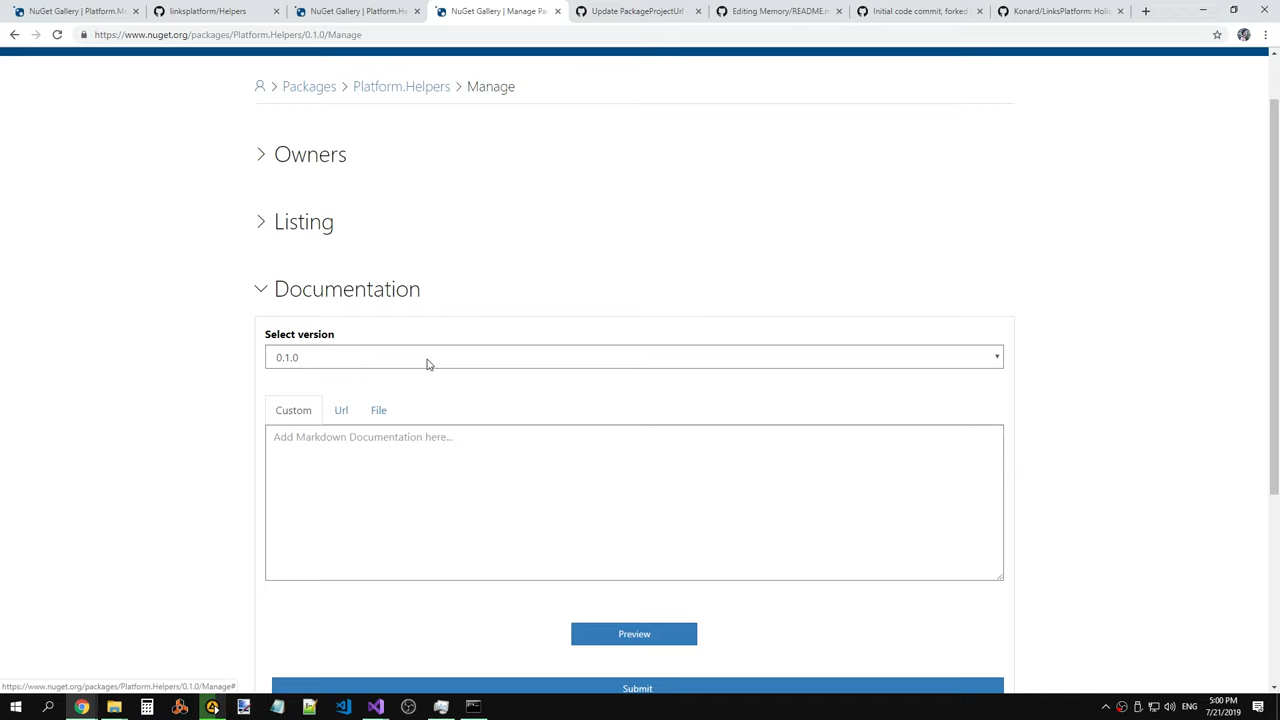 NuGet Gallery | Platform.M
linksplatform/Helpers
NuGet Gallery | Platform.He
NuGet Gallery | Manage Pa
Update PackageProjectUrl
Editing Memory/README.m
Initial code commit, forked
Konard/LinksPlatform: Holi
https://www.nuget.org/packages/Platform.Helpers/0.1.0/Manage
Packages
Platform.Helpers
Manage
Owners
Listing
Documentation
Select version
0.1.0
Custom
Url
File
Add Markdown Documentation here...
Preview
Submit
https://www.nuget.org/packages/Platform.Helpers/0.1.0/Manage#
ENG
5:00 PM
7/21/2019